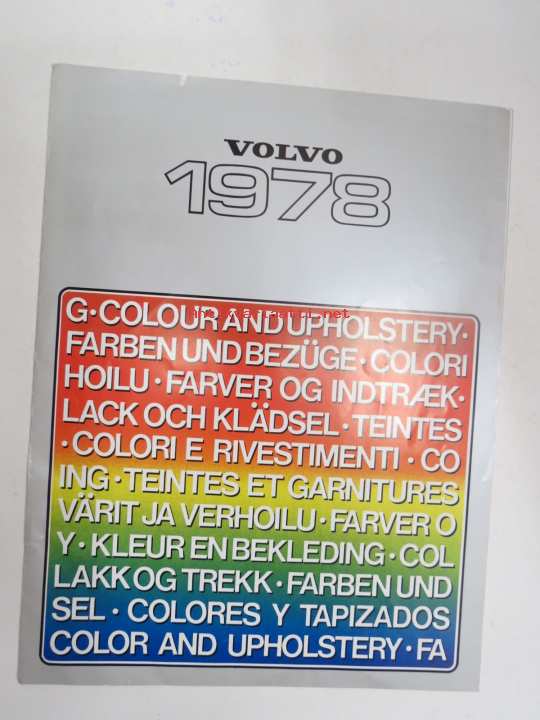 VOLVO
1978
G·COLOUR AND UPHOLSTERY·
FARBEN UND BEZÜGE·COLORI
HOILU·FARVER OG INDTRÆK·
LACK OCH KLÄDSEL·TEINTES
·COLORI E RIVESTIMENTI·CO
ING·TEINTES ET GARNITURES
VÄRIT JA VERHOILU·FARVER O
Y·KLEUR EN BEKLEDING·COL
LAKK OG TREKK·FARBEN UND
SEL·COLORES Y TAPIZADOS
COLOR AND UPHOLSTERY·FA